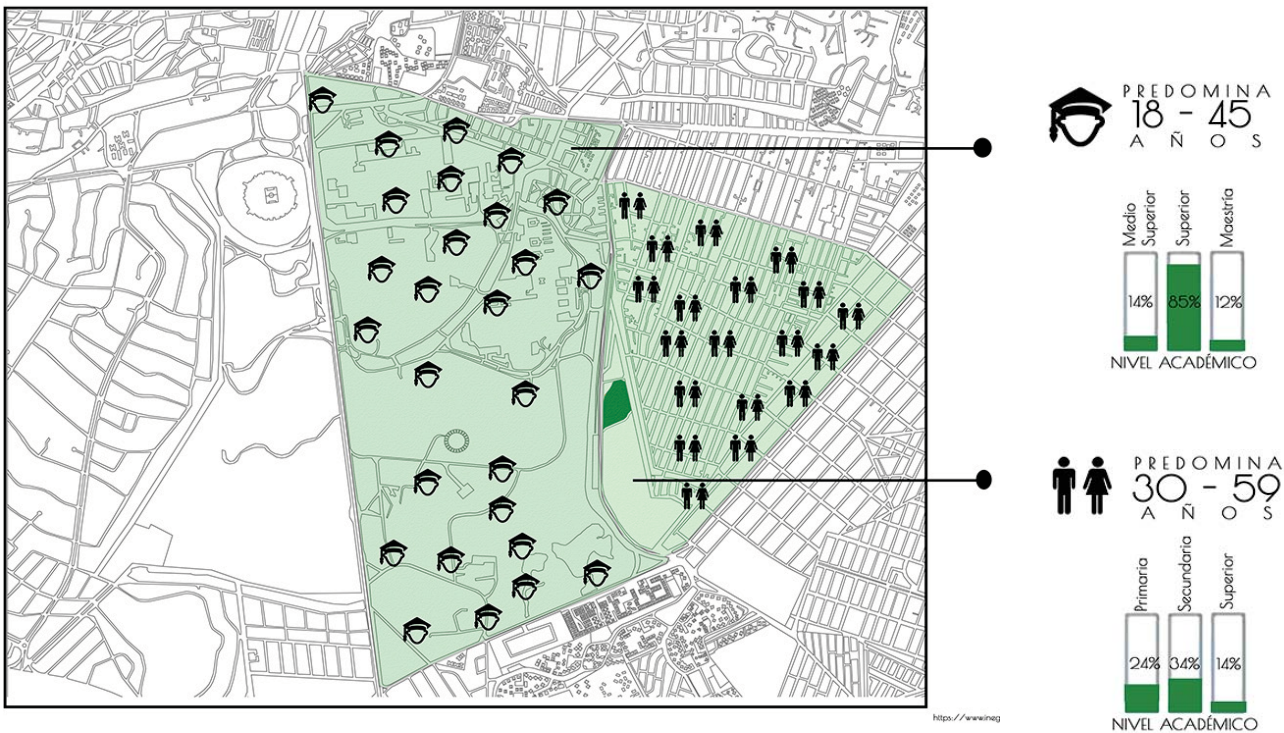 PREDOMINA
18 - 45
AÑOS
Medio
Superior
Superior
Maestría
14%
85%
12%
NIVEL ACADÉMICO
PREDOMINA
30 - 59
AÑOS
Primaria
Secundaria
Superior
24%
34%
14%
NIVEL ACADÉMICO
https://www.ineg